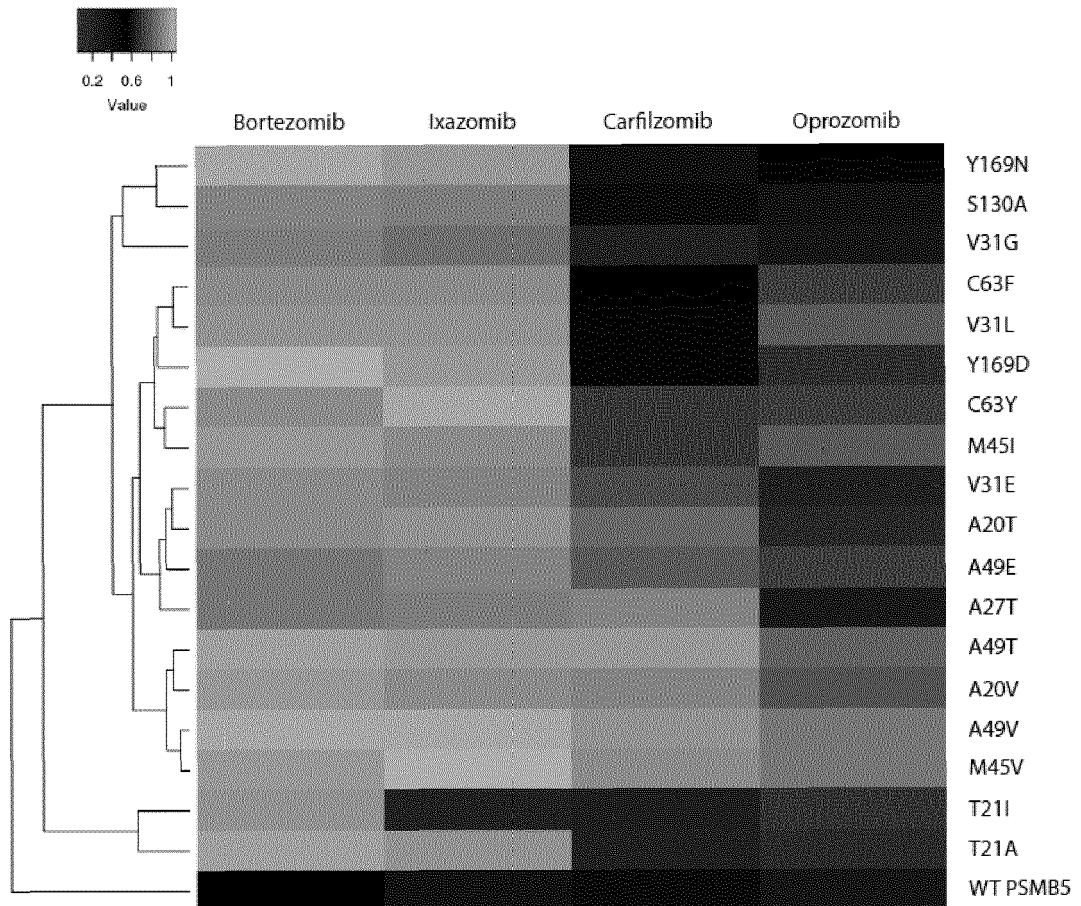 0.2 0.6 1
Value
Bortezomib Ixazomib Carfilzomib Oprozomib
Y169N
S130A
V31G
C63F
V31L
Y169D
C63Y
M45I
V31E
A20T
A49E
A27T
A49T
A20V
A49V
M45V
T21I
T21A
WT PSMB5